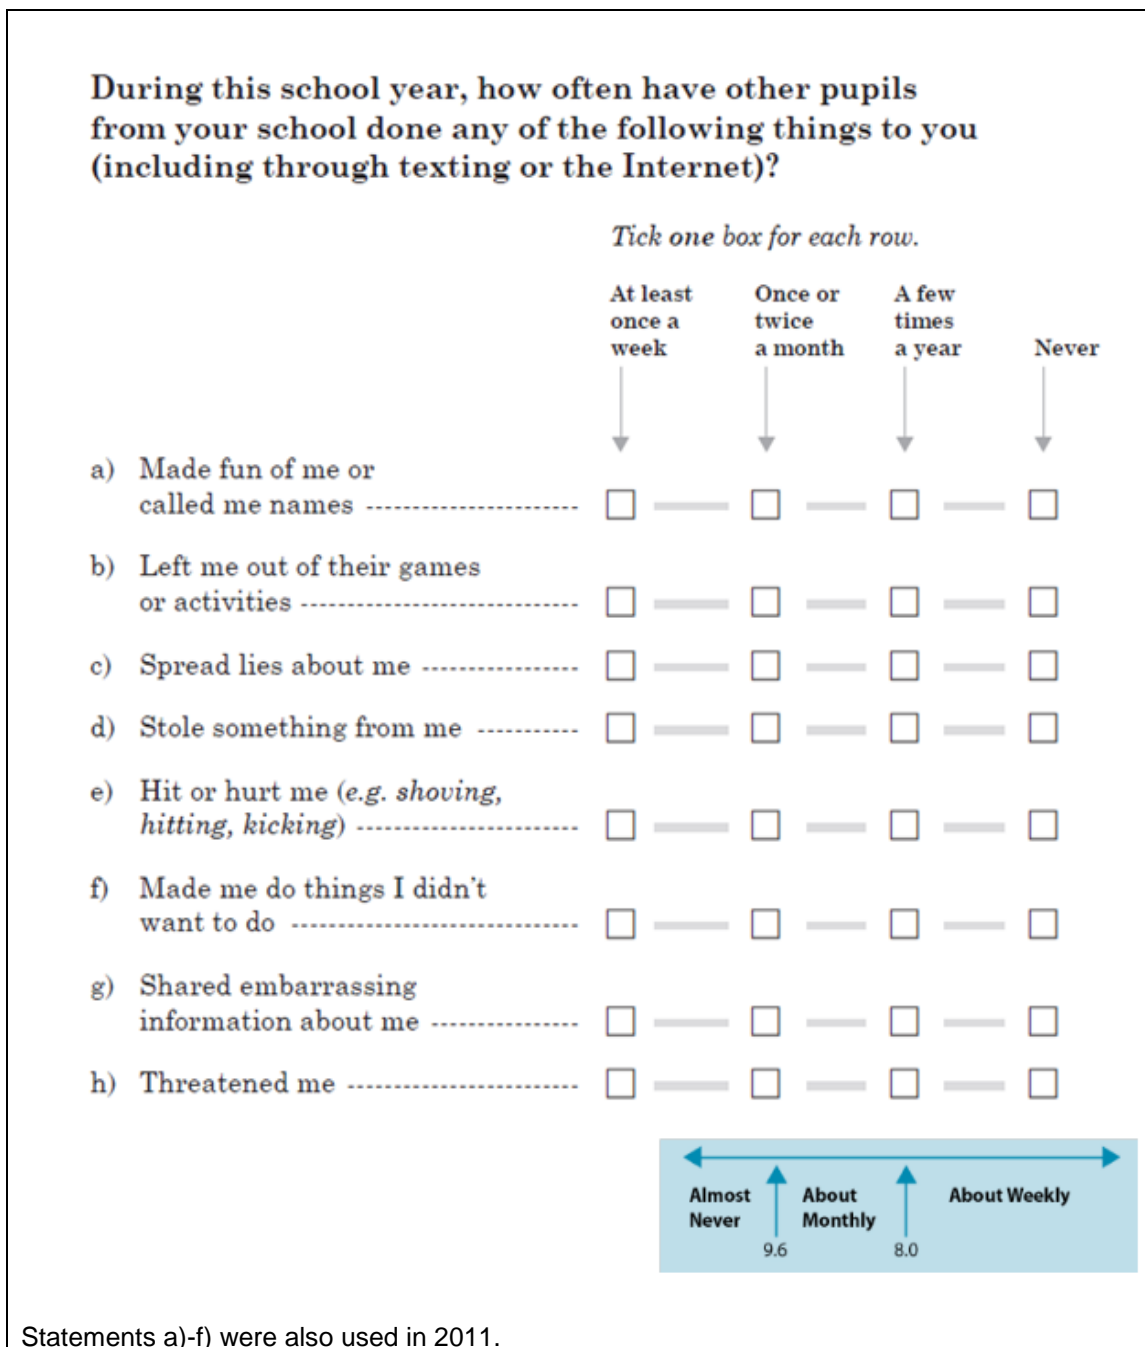 During this school year, how often have other pupils
from your school done any of the following things to you
(including through texting or the Internet)?
Tick one box for each row.
At least once a week
Once or twice a month
A few times a year
Never
a) Made fun of me or
called me names
b) Left me out of their games
or activities
c) Spread lies about me
d) Stole something from me
e) Hit or hurt me (e.g. shoving,
hitting, kicking)
f) Made me do things I didn't
want to do
g) Shared embarrassing
information about me
h) Threatened me
Almost Never
About Monthly
About Weekly
9.6
8.0
Statements a)-f) were also used in 2011.